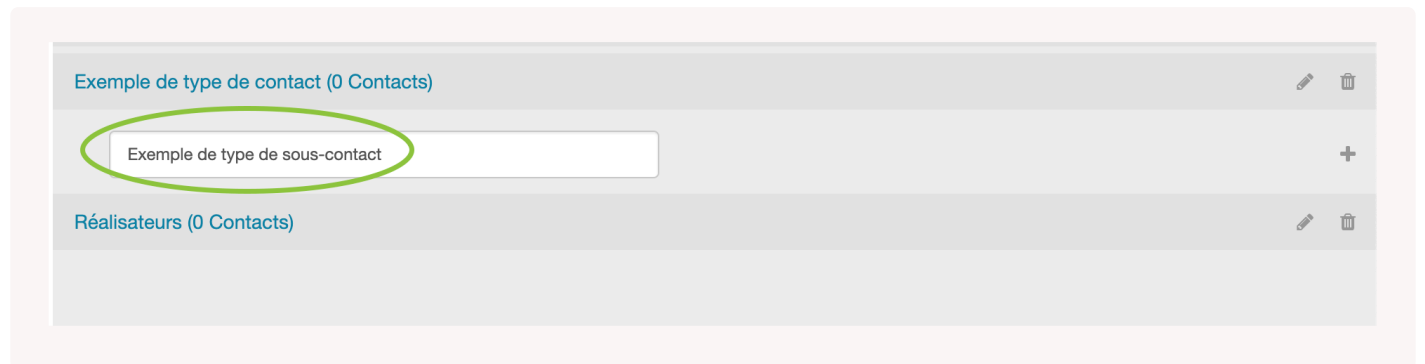 Exemple de type de contact (0 Contacts)
Exemple de type de sous-contact
Réalisateurs (0 Contacts)